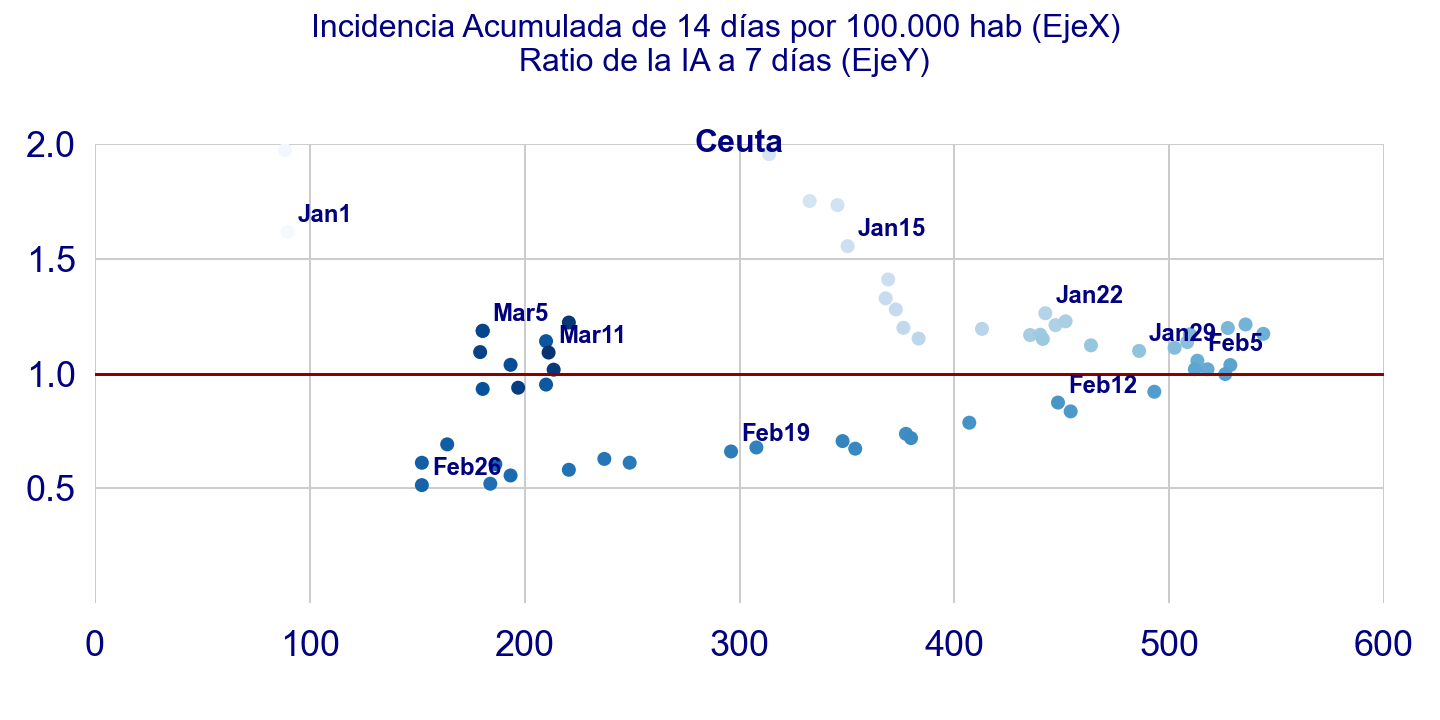 Incidencia Acumulada de 14 días por 100.000 hab (EjeX)
Ratio de la IA a 7 días (EjeY)
Ceuta
2.0
Jan1
Jan15
1.5
Jan22
Mar5
Mar11
Jan29
Feb5
1.0
Feb12
Feb19
Feb26
0.5
0 100 200 300 400 500 600